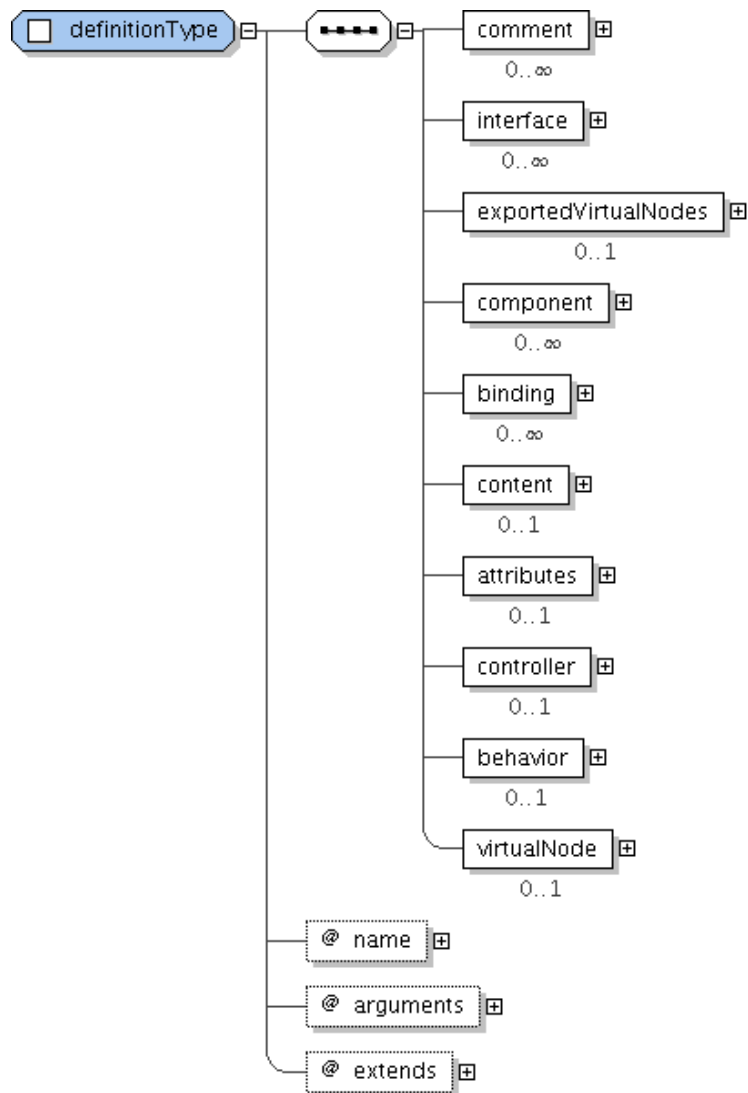 definitionType
comment
0..∞
interface
0..∞
exportedVirtualNodes
0..1
component
0..∞
binding
0..∞
content
0..1
attributes
0..1
controller
0..1
behavior
0..1
virtualNode
0..1
@ name
@ arguments
@ extends